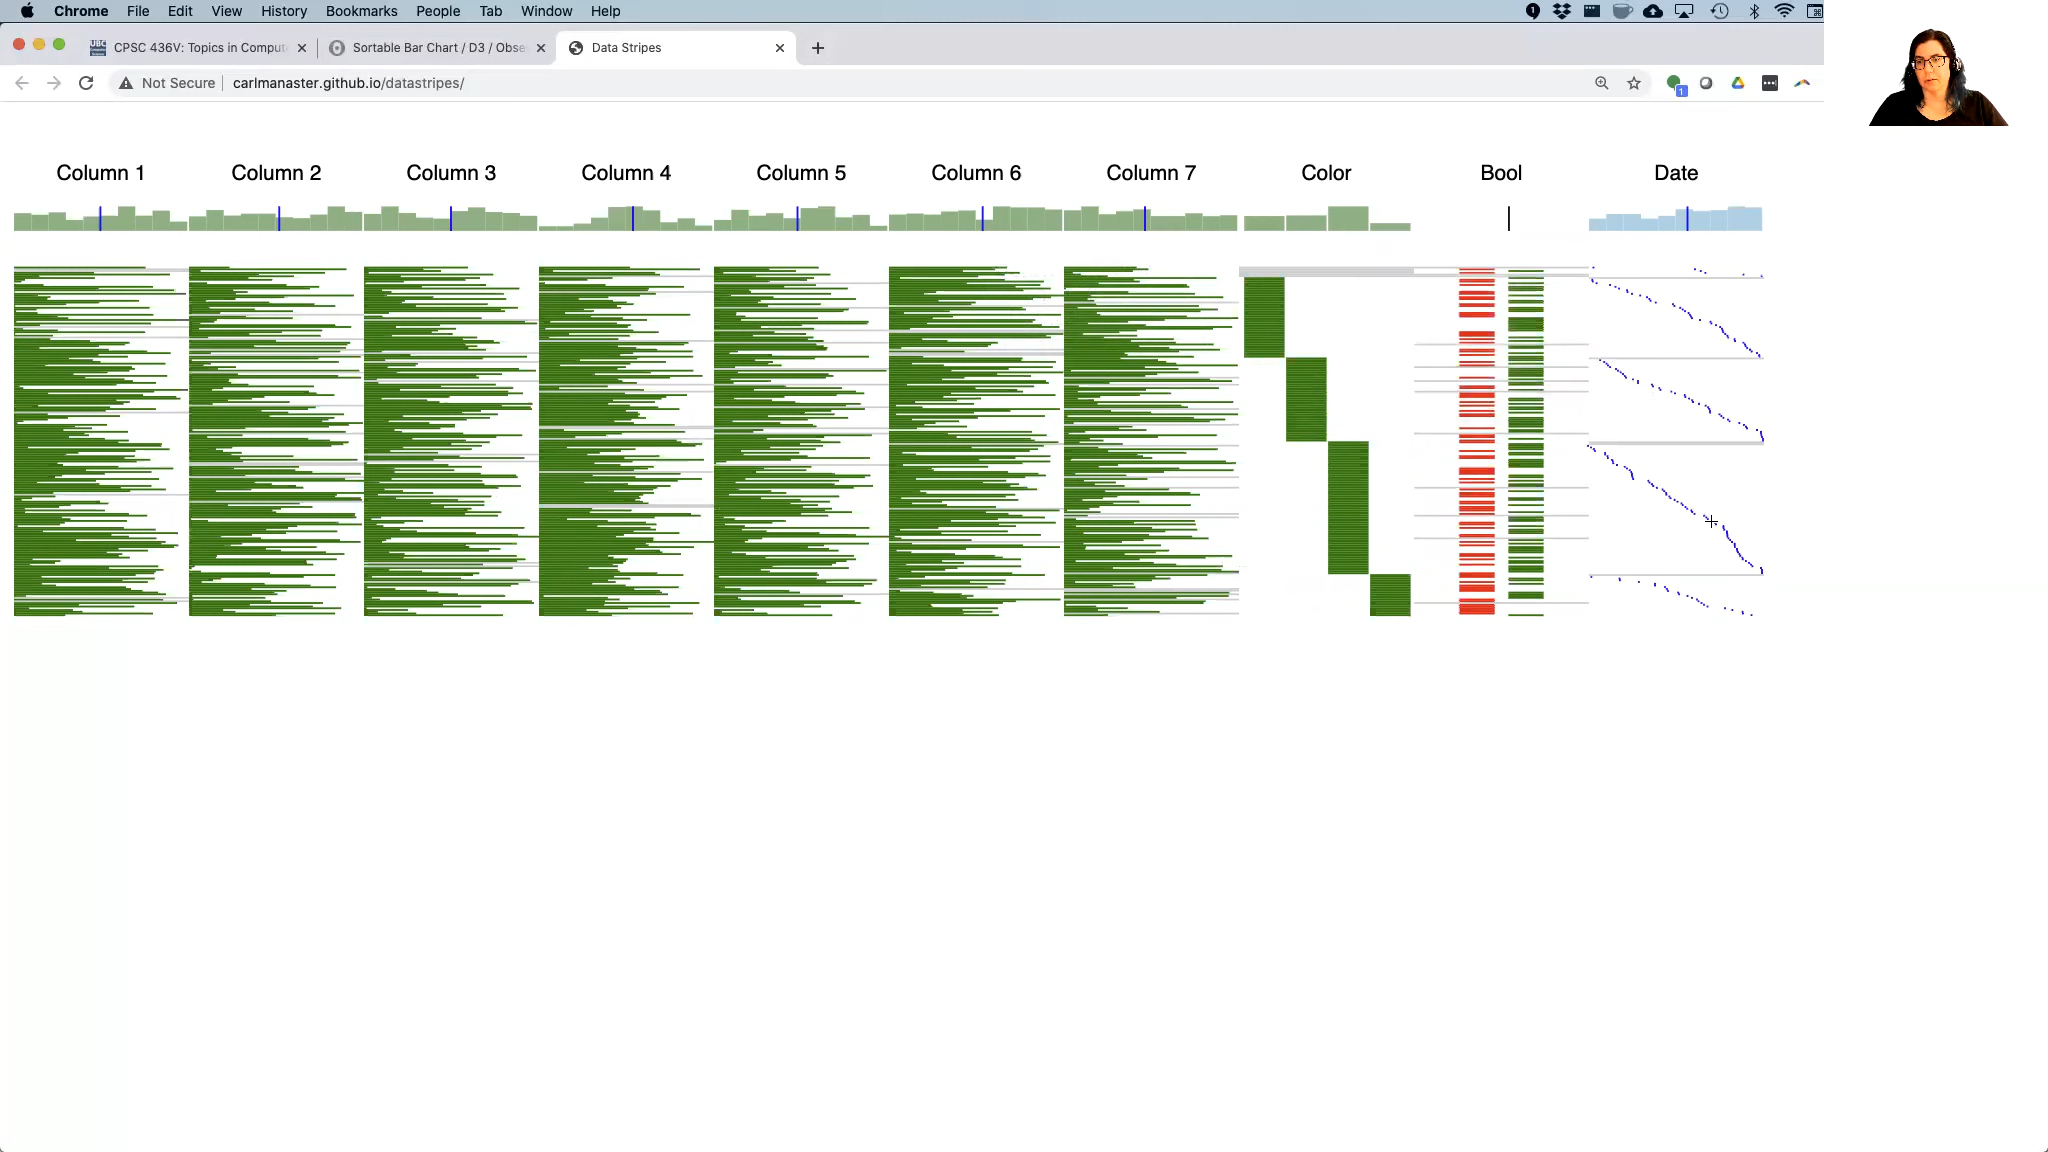 Chrome File Edit View History Bookmarks People Tab Window Help
CPSC 436V: Topics in Comput
Sortable Bar Chart / D3 / Obse
Data Stripes
Not Secure carlmanaster.github.io/datastripes/
1
Column 1 Column 2 Column 3 Column 4 Column 5 Column 6 Column 7 Color Bool Date